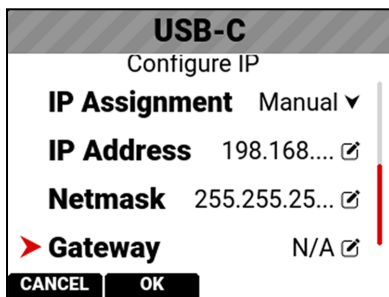 USB-C
Configure IP
IP Assignment Manual
IP Address 198.168....
Netmask 255.255.25...
Gateway N/A
CANCEL OK